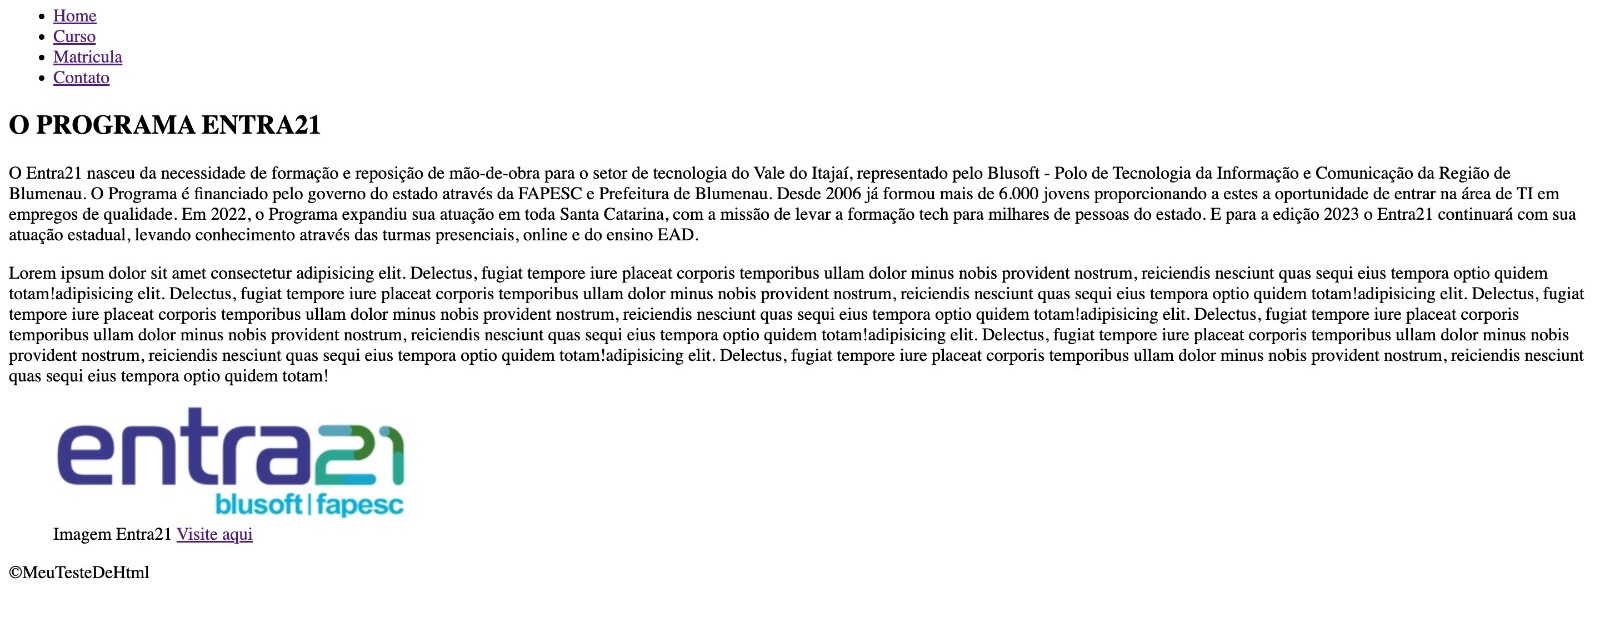 Home
Curso
Matricula
Contato
O PROGRAMA ENTRA21
O Entra21 nasceu da necessidade de formação e reposição de mão-de-obra para o setor de tecnologia do Vale do Itajaí, representado pelo Blusoft - Polo de Tecnologia da Informação e Comunicação da Região de
Blumenau. O Programa é financiado pelo governo do estado através da FAPESC e Prefeitura de Blumenau. Desde 2006 já formou mais de 6.000 jovens proporcionando a estes a oportunidade de entrar na área de TI em
empregos de qualidade. Em 2022, o Programa expandiu sua atuação em toda Santa Catarina, com a missão de levar a formação tech para milhares de pessoas do estado. E para a edição 2023 o Entra21 continuará com sua
atuação estadual, levando conhecimento através das turmas presenciais, online e do ensino EAD.
Lorem ipsum dolor sit amet consectetur adipisicing elit. Delectus, fugiat tempore iure placeat corporis temporibus ullam dolor minus nobis provident nostrum, reiciendis nesciunt quas sequi eius tempora optio quidem
totam!adipisicing elit. Delectus, fugiat tempore iure placeat corporis temporibus ullam dolor minus nobis provident nostrum, reiciendis nesciunt quas sequi eius tempora optio quidem totam!adipisicing elit. Delectus, fugiat
tempore iure placeat corporis temporibus ullam dolor minus nobis provident nostrum, reiciendis nesciunt quas sequi eius tempora optio quidem totam!adipisicing elit. Delectus, fugiat tempore iure placeat corporis
temporibus ullam dolor minus nobis provident nostrum, reiciendis nesciunt quas sequi eius tempora optio quidem totam!adipisicing elit. Delectus, fugiat tempore iure placeat corporis temporibus ullam dolor minus nobis
provident nostrum, reiciendis nesciunt quas sequi eius tempora optio quidem totam!adipisicing elit. Delectus, fugiat tempore iure placeat corporis temporibus ullam dolor minus nobis provident nostrum, reiciendis nesciunt
quas sequi eius tempora optio quidem totam!
entra21
blusoft | fapesc
Imagem Entra21 Visite aqui
©MeuTesteDeHtml